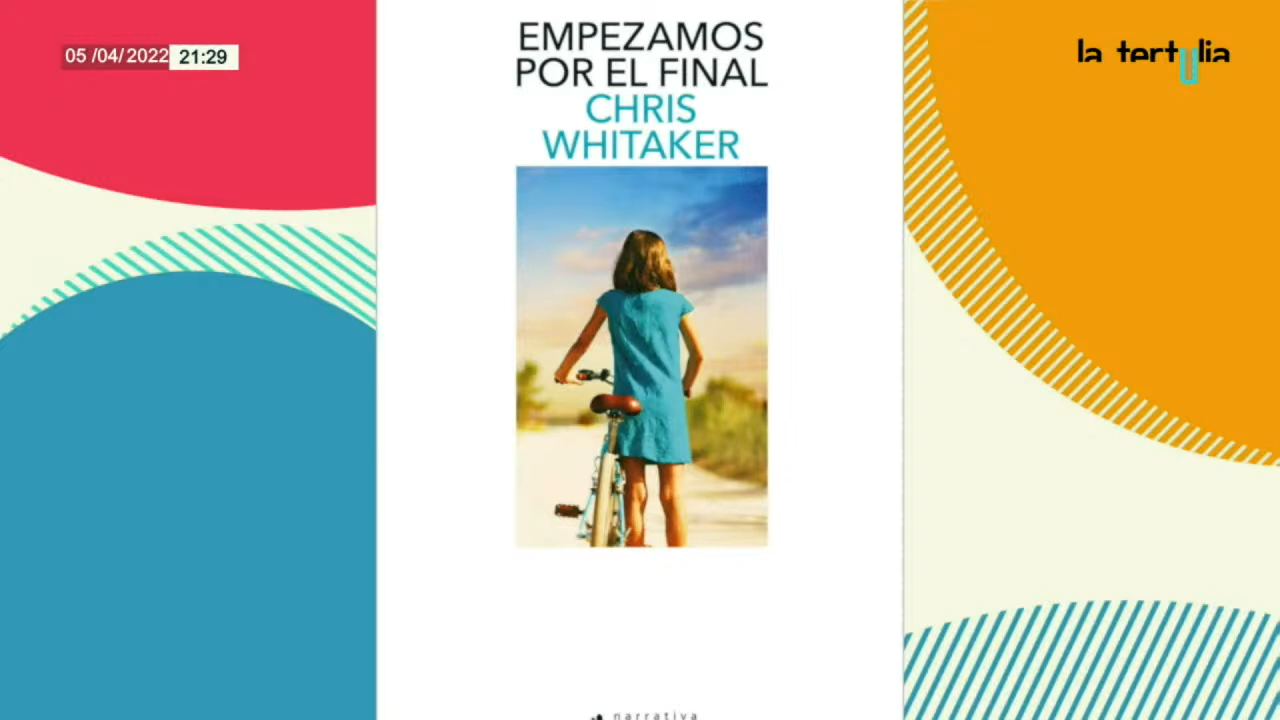 05 /04/ 2022 21:29
la tertulia
EMPEZAMOS
POR EL FINAL
CHRIS
WHITAKER
narrativa